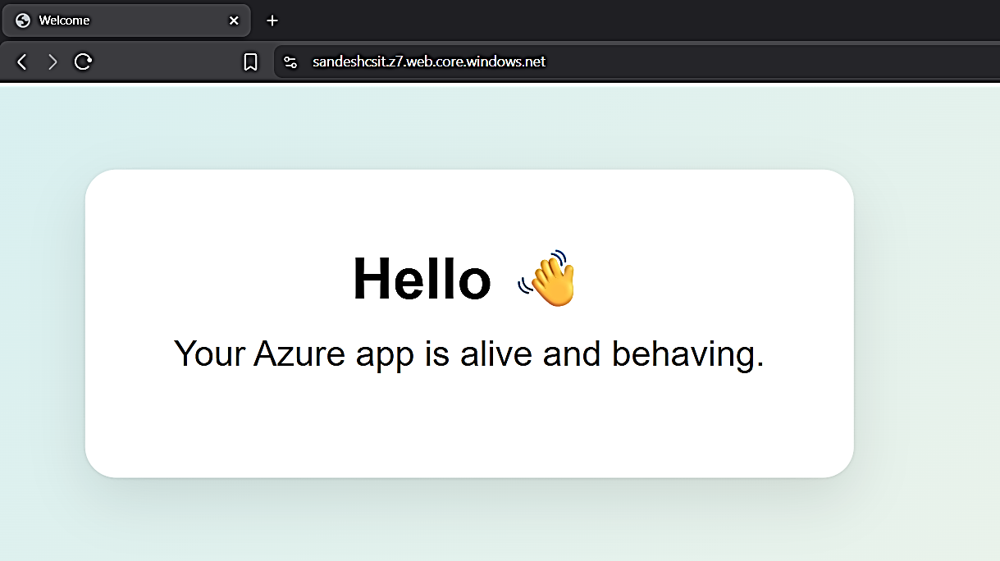 Welcome
sandeshcsit.z7.web.core.windows.net
Hello 👋
Your Azure app is alive and behaving.